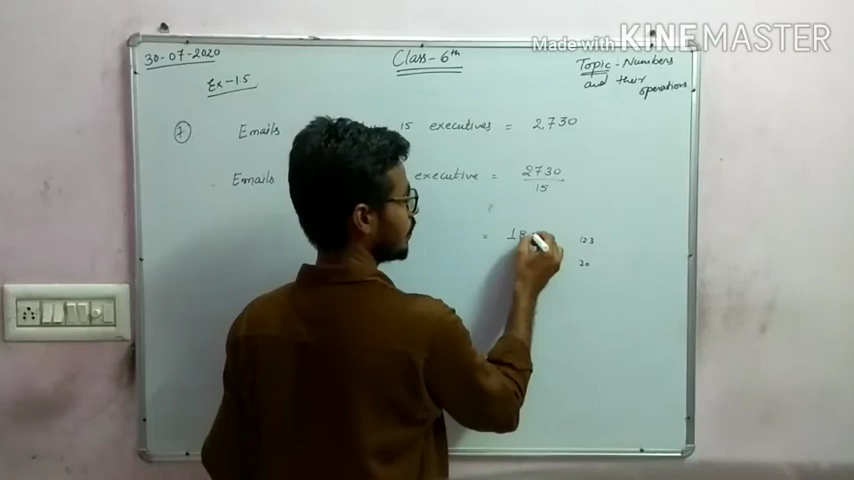 Made with KINEMASTER
30-07-2020
Class-6th
Topic - Numbers
and their
operations
Ex-15
7
Emails 15 executives = 2,730
Emails executive = 2730
15
= 18
123
20